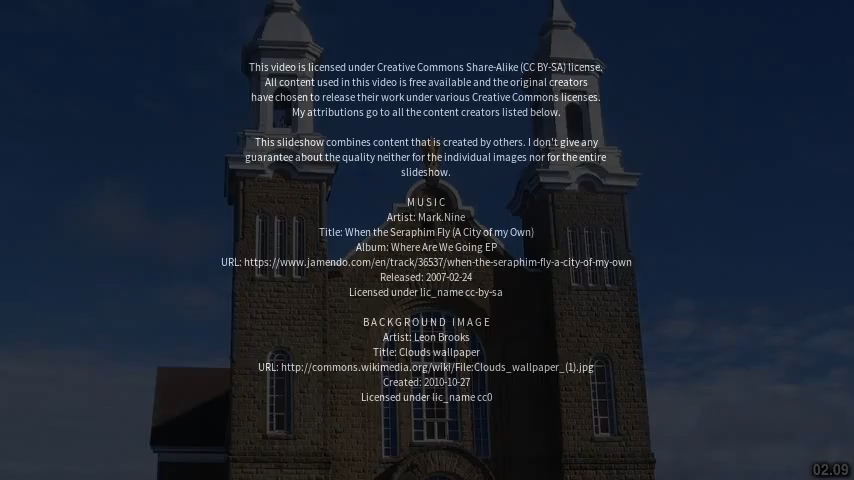 This video is licensed under Creative Commons Share-Alike (CC BY-SA) license.
All content used in this video is free available and the original creators
have chosen to release their work under various Creative Commons licenses.
My attributions go to all the content creators listed below.
This slideshow combines content that is created by others. I don't give any
guarantee about the quality neither for the individual images nor for the entire
slideshow.
MUSIC
Artist: Mark.Nine
Title: When the Seraphim Fly (A City of my Own)
Album: Where Are We Going EP
URL: https://www.jamendo.com/en/track/36537/when-the-seraphim-fly-a-city-of-my-own
Released: 2007-02-24
Licensed under lic_name cc-by-sa
BACKGROUND IMAGE
Artist: Leon Brooks
Title: Clouds wallpaper
URL: http://commons.wikimedia.org/wiki/File:Clouds_wallpaper_(1).jpg
Created: 2010-10-27
Licensed under lic_name cc0
02.09